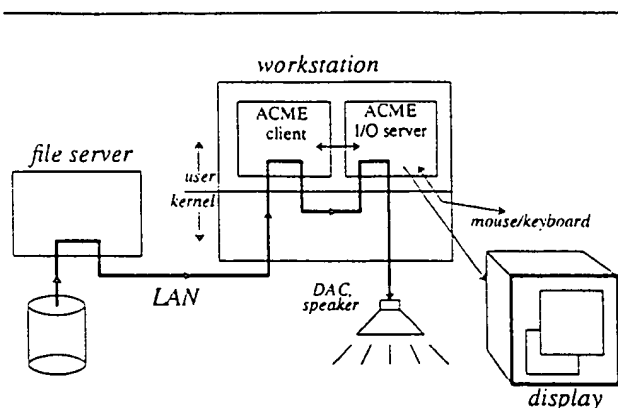 workstation
ACME
client
ACME
I/O server
file server
user
kernel
mouse/keyboard
LAN
DAC,
speaker
display